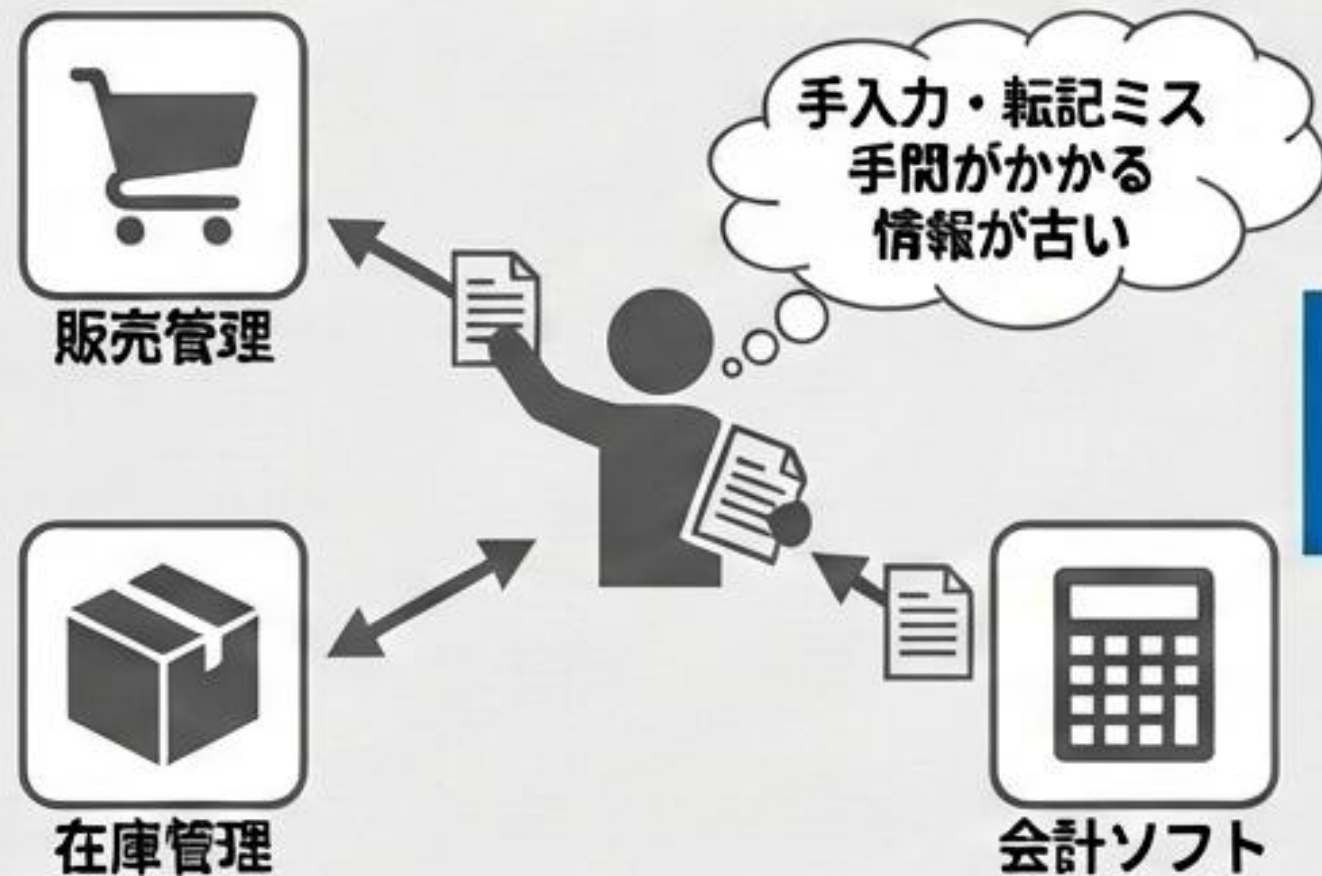 手入力・転記ミス
手間がかかる
情報が古い
販売管理
在庫管理
会計ソフト